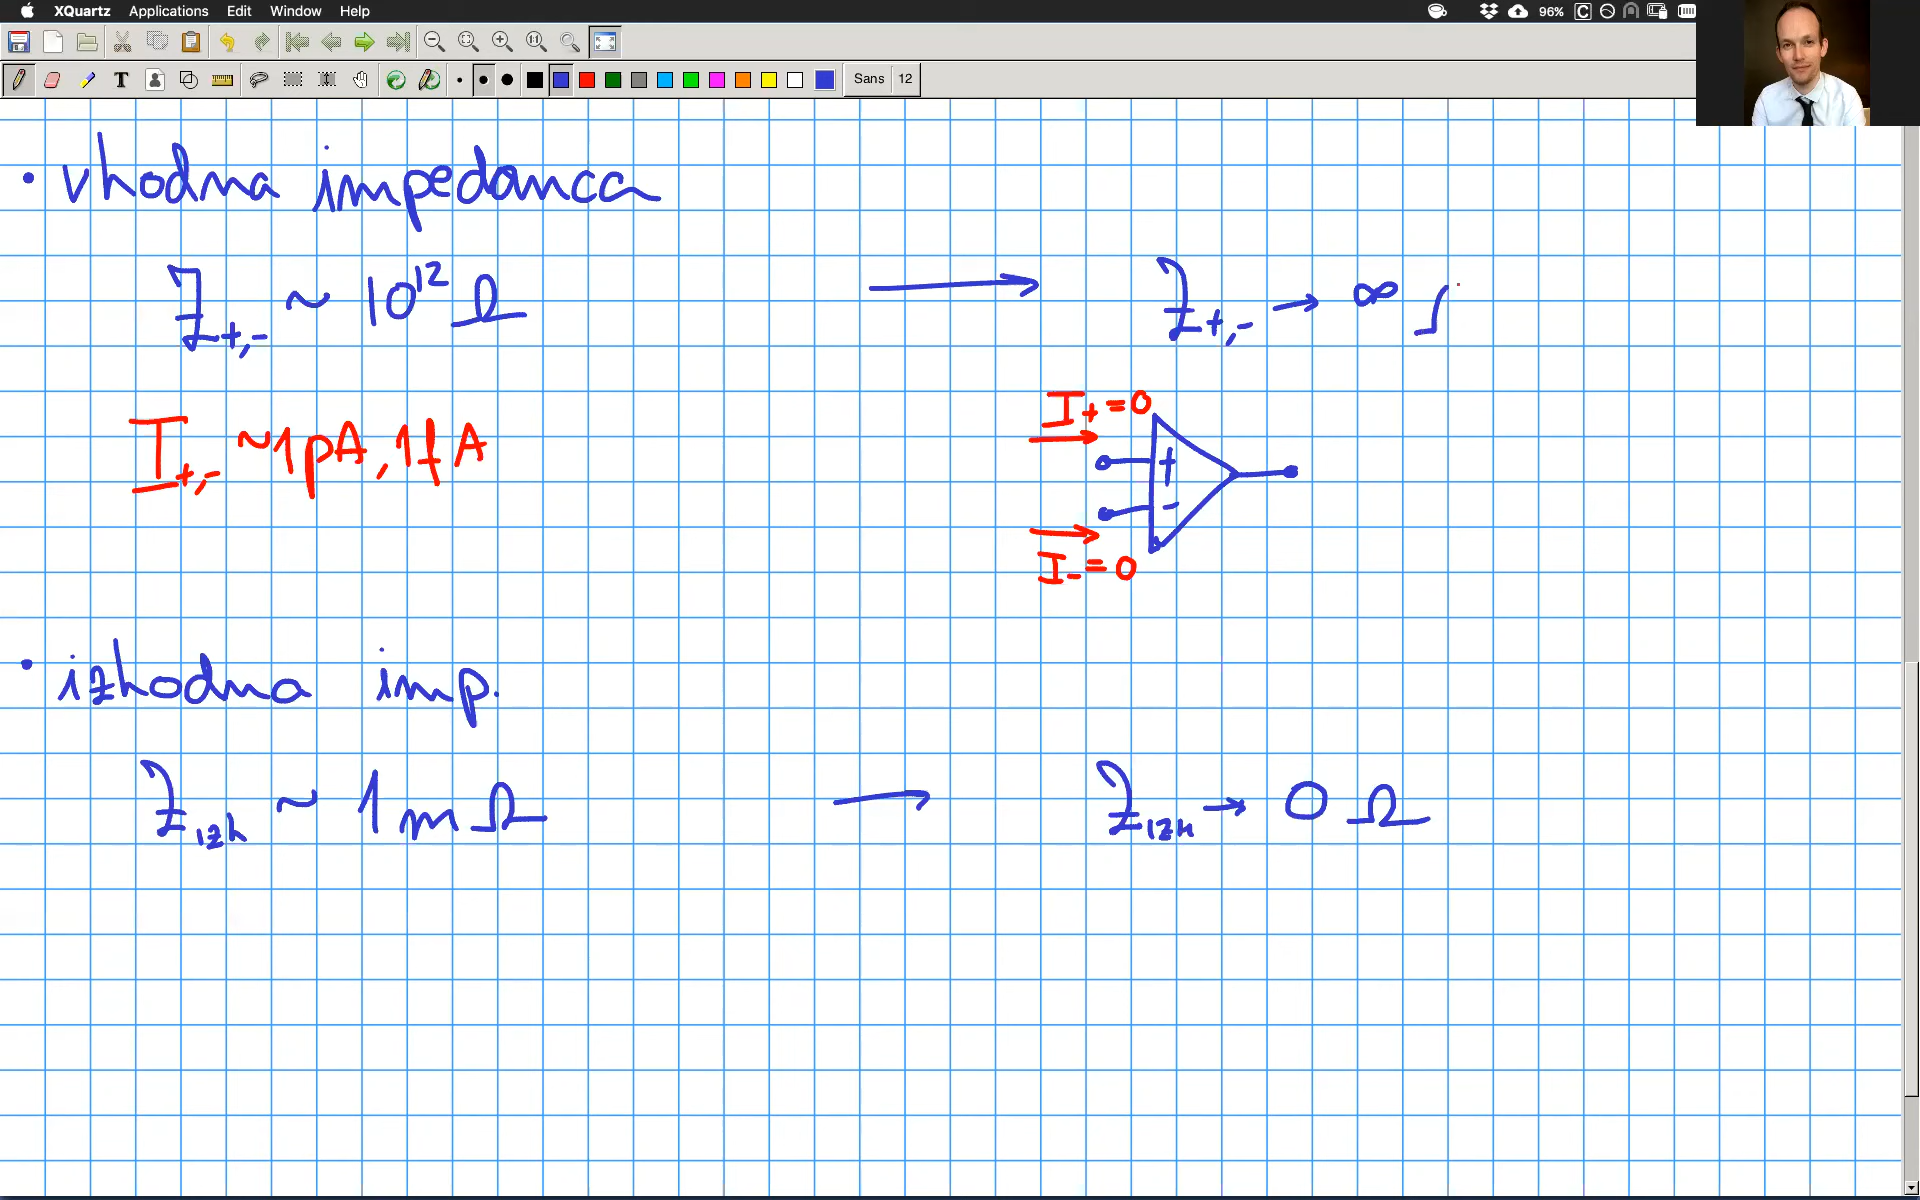 XQuartz Applications Edit Window Help 96%
Sans 12
• vhodna impedanca
Z+,- ~ 10¹² Ω → Z+,- → ∞
I+,- ~ 1pA, 1fA
I+ = 0
+
-
I- = 0
• izhodna imp.
Zizh ~ 1 mΩ → Zizh → 0 Ω